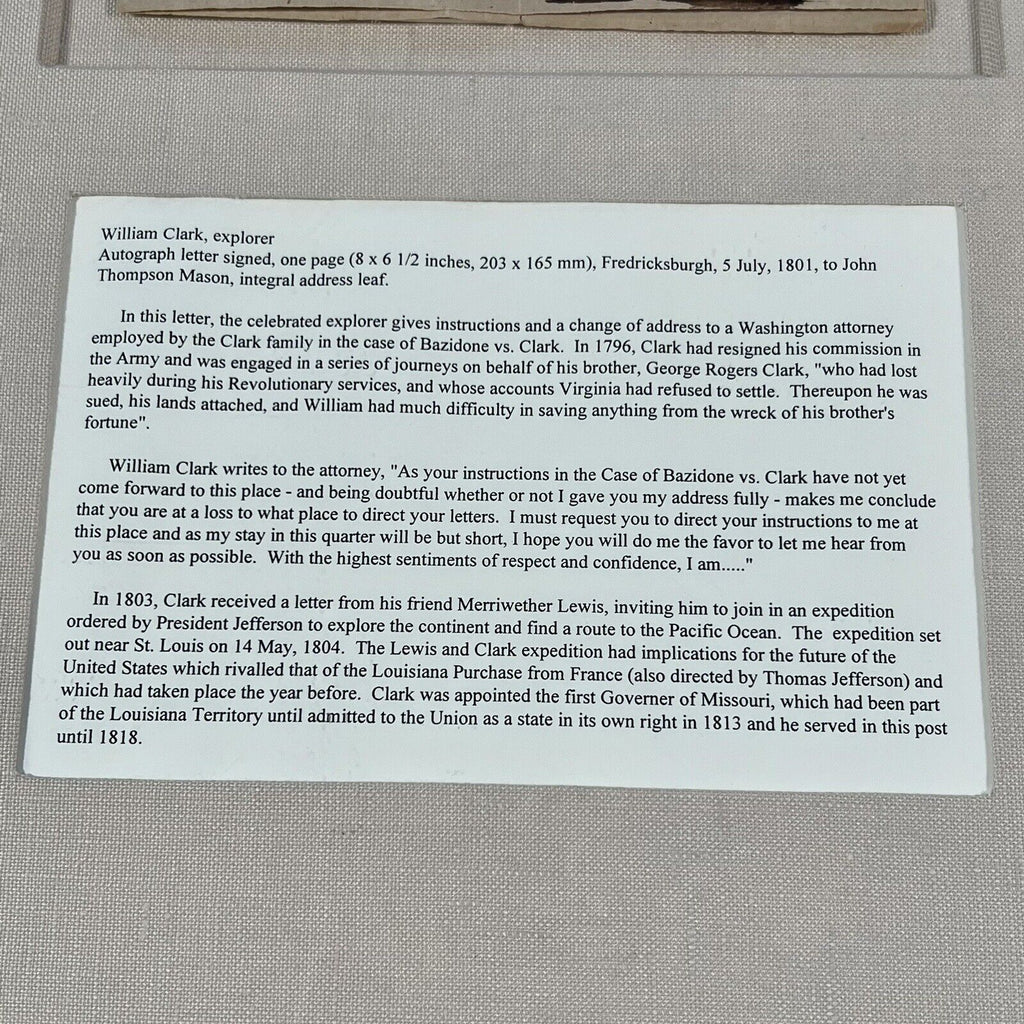 William Clark, explorer
Autograph letter signed, one page (8 x 6 1/2 inches, 203 x 165 mm), Fredricksburgh, 5 July, 1801, to John
Thompson Mason, integral address leaf.
In this letter, the celebrated explorer gives instructions and a change of address to a Washington attorney
employed by the Clark family in the case of Bazidone vs. Clark. In 1796, Clark had resigned his commission in
the Army and was engaged in a series of journeys on behalf of his brother, George Rogers Clark, "who had lost
heavily during his Revolutionary services, and whose accounts Virginia had refused to settle. Thereupon he was
sued, his lands attached, and William had much difficulty in saving anything from the wreck of his brother's
fortune".
William Clark writes to the attorney, "As your instructions in the Case of Bazidone vs. Clark have not yet
come forward to this place - and being doubtful whether or not I gave you my address fully - makes me conclude
that you are at a loss to what place to direct your letters. I must request you to direct your instructions to me at
this place and as my stay in this quarter will be but short, I hope you will do me the favor to let me hear from
you as soon as possible. With the highest sentiments of respect and confidence, I am....."
In 1803, Clark received a letter from his friend Merriwether Lewis, inviting him to join in an expedition
ordered by President Jefferson to explore the continent and find a route to the Pacific Ocean. The expedition set
out near St. Louis on 14 May, 1804. The Lewis and Clark expedition had implications for the future of the
United States which rivalled that of the Louisiana Purchase from France (also directed by Thomas Jefferson) and
which had taken place the year before. Clark was appointed the first Governer of Missouri, which had been part
of the Louisiana Territory until admitted to the Union as a state in its own right in 1813 and he served in this post
until 1818.